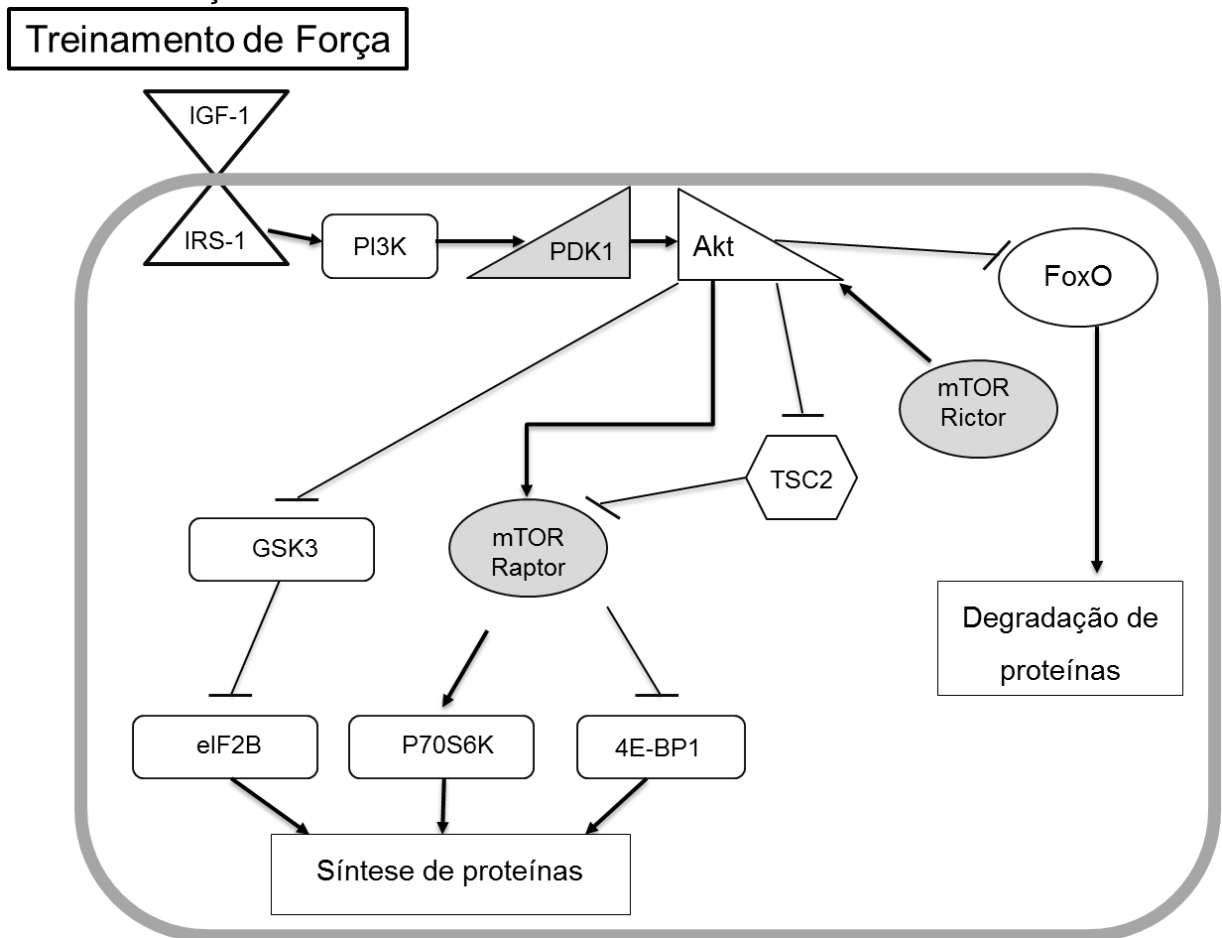 Treinamento de Força
IGF-1
IRS-1
PI3K
PDK1
Akt
FoxO
mTOR
Rictor
TSC2
GSK3
mTOR
Raptor
Degradação de
proteínas
eIF2B
P70S6K
4E-BP1
Síntese de proteínas